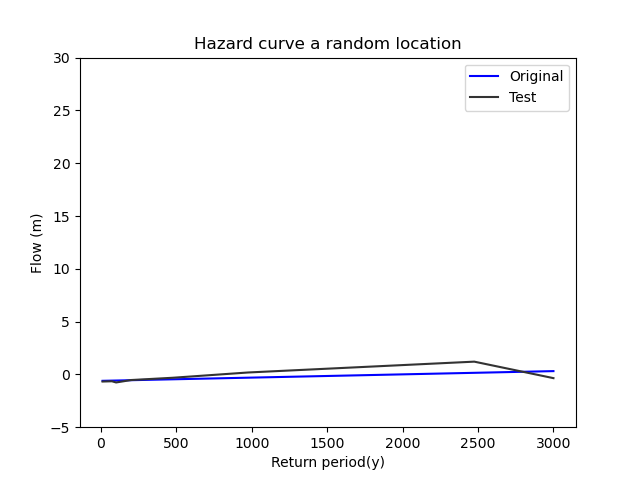 Hazard curve a random location
30
25
20
15
10
5
0
−5
Flow (m)
Original
Test
0 500 1000 1500 2000 2500 3000
Return period(y)